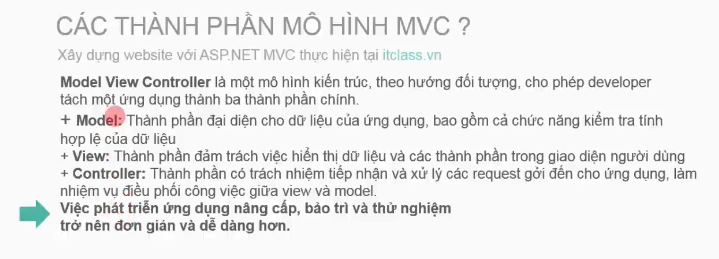 CÁC THÀNH PHẦN MÔ HÌNH MVC ?
Xây dựng website với ASP.NET MVC thực hiện tại itclass.vn
Model View Controller là một mô hình kiến trúc, theo hướng đối tượng, cho phép developer
tách một ứng dụng thành ba thành phần chính.
+ Model: Thành phần đại diện cho dữ liệu của ứng dụng, bao gồm cả chức năng kiểm tra tính
hợp lệ của dữ liệu
+ View: Thành phần đảm trách việc hiển thị dữ liệu và các thành phần trong giao diện người dùng
+ Controller: Thành phần có trách nhiệm tiếp nhận và xử lý các request gởi đến cho ứng dụng, làm
nhiệm vụ điều phối công việc giữa view và model.
Việc phát triễn ứng dụng nâng cấp, bảo trì và thử nghiệm
trở nên đơn giản và dễ dàng hơn.